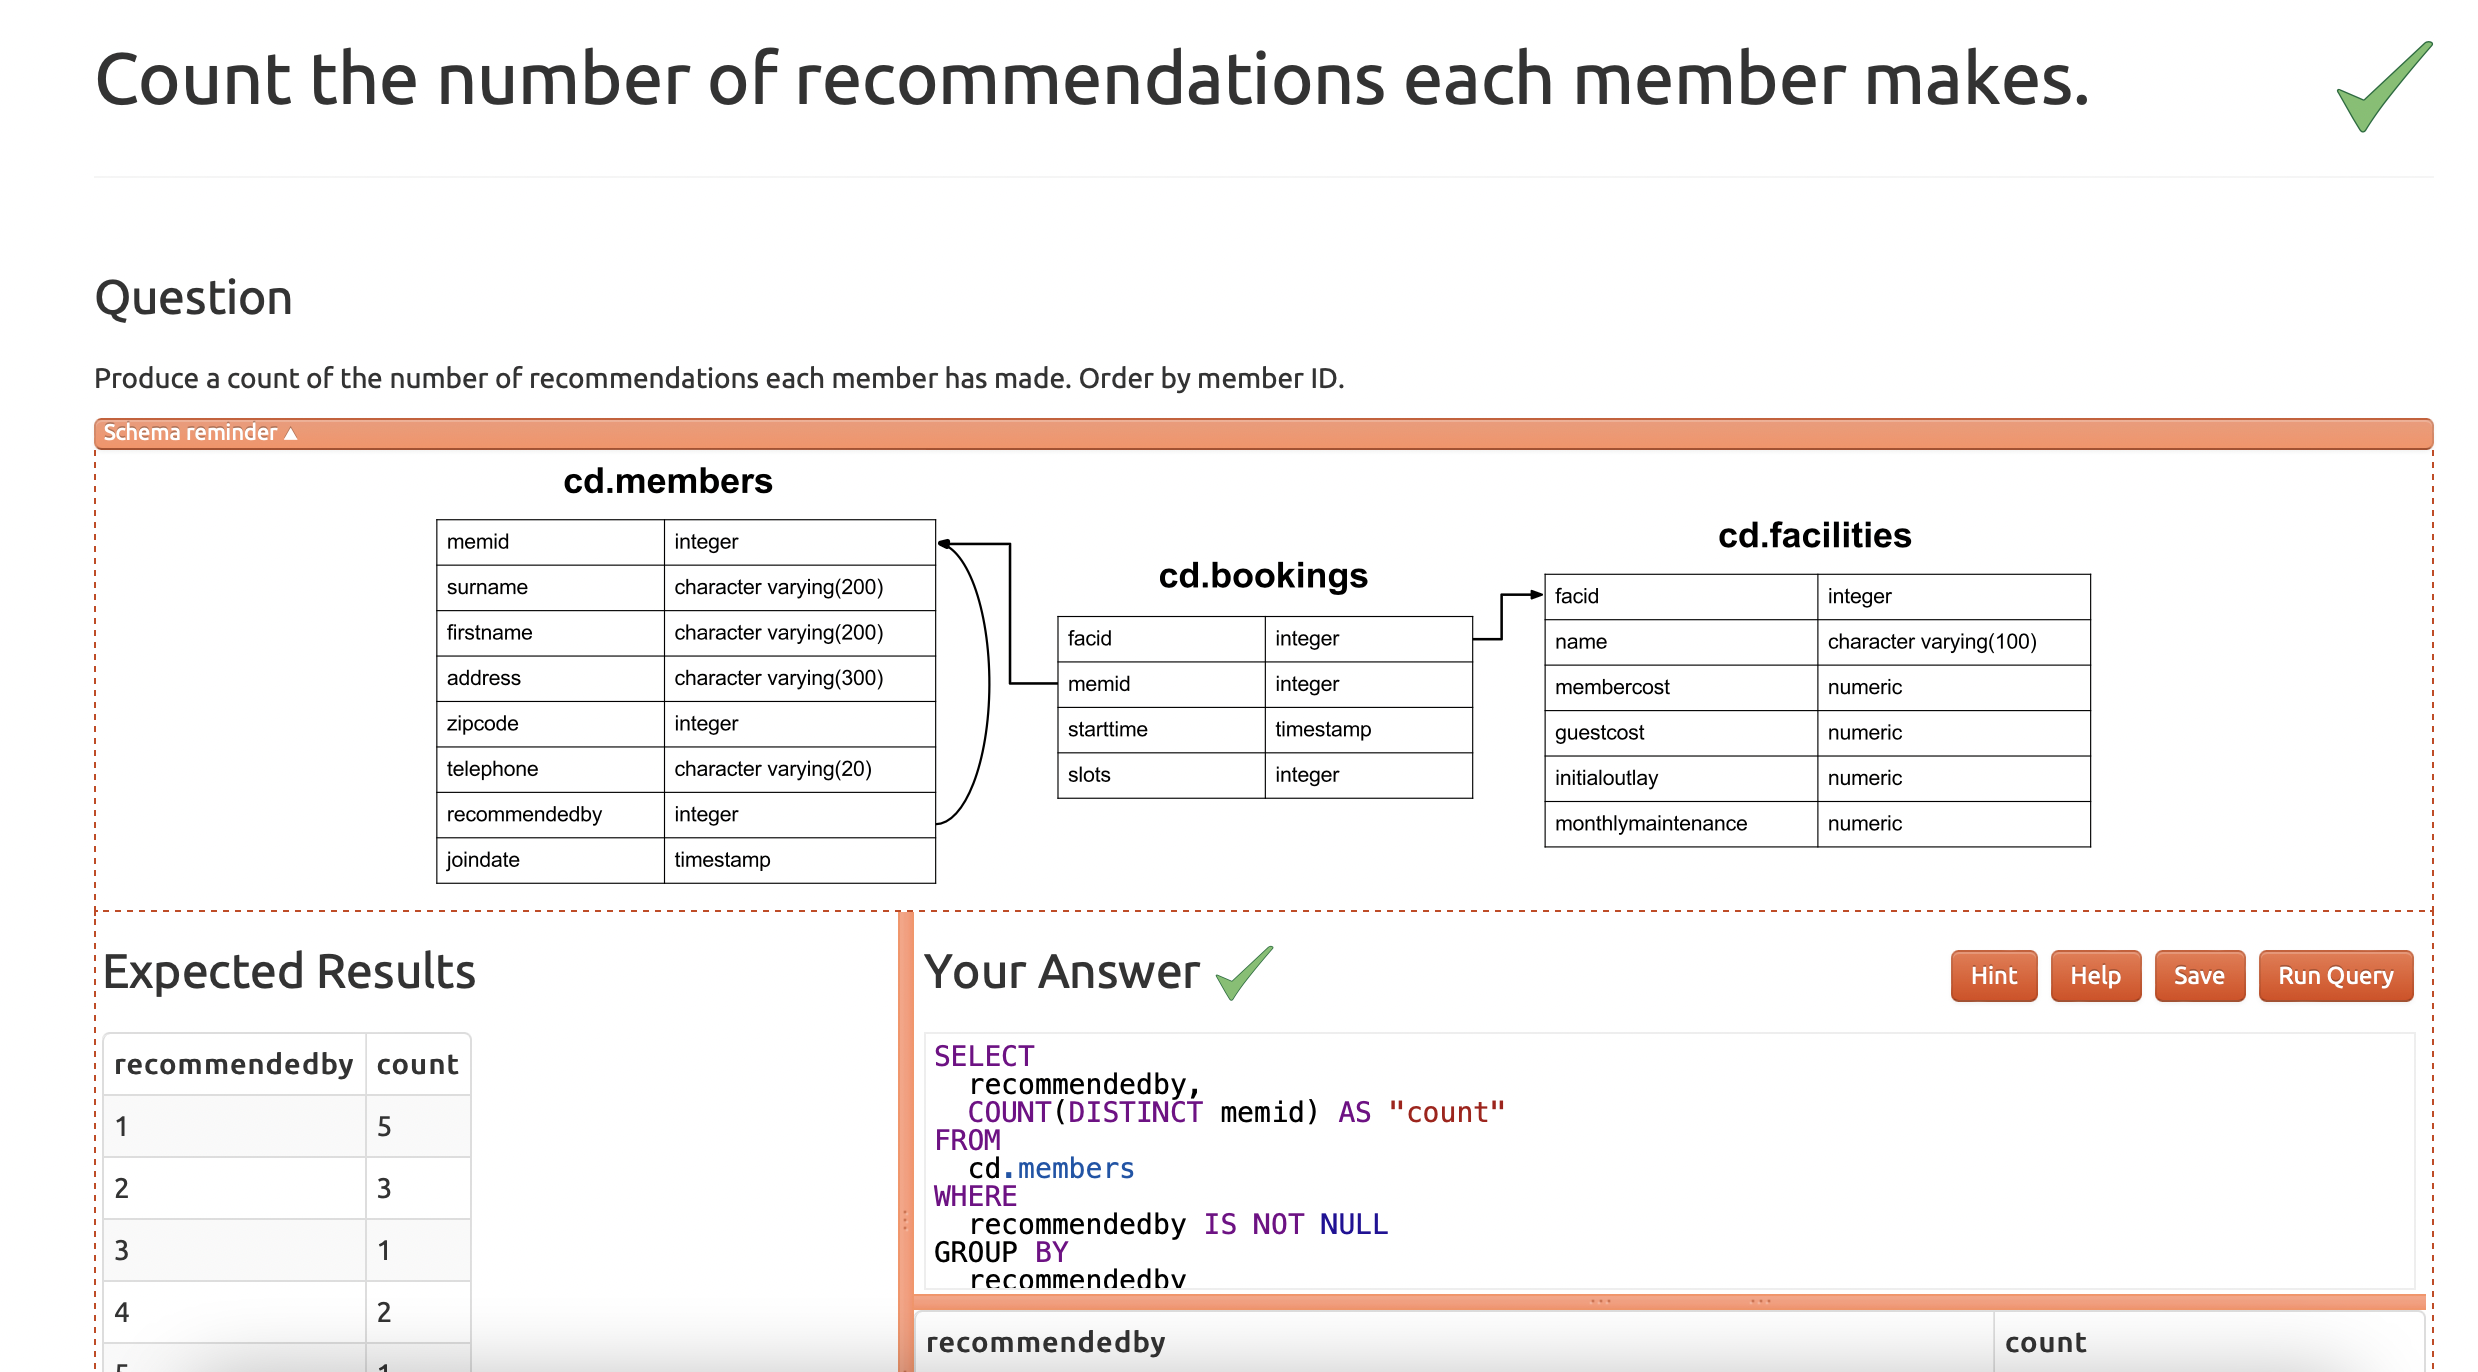 Count the number of recommendations each member makes.
Question
Produce a count of the number of recommendations each member has made. Order by member ID.
Schema reminder
cd.members
memid integer
surname character varying(200)
firstname character varying(200)
address character varying(300)
zipcode integer
telephone character varying(20)
recommendedby integer
joindate timestamp
cd.bookings
facid integer
memid integer
starttime timestamp
slots integer
cd.facilities
facid integer
name character varying(100)
membercost numeric
guestcost numeric
initialoutlay numeric
monthlymaintenance numeric
Expected Results
recommendedby count
1 5
2 3
3 1
4 2
5 1
Your Answer
Hint Help Save Run Query
SELECT
recommendedby,
COUNT(DISTINCT memid) AS "count"
FROM
cd.members
WHERE
recommendedby IS NOT NULL
GROUP BY
recommendedby
recommendedby count